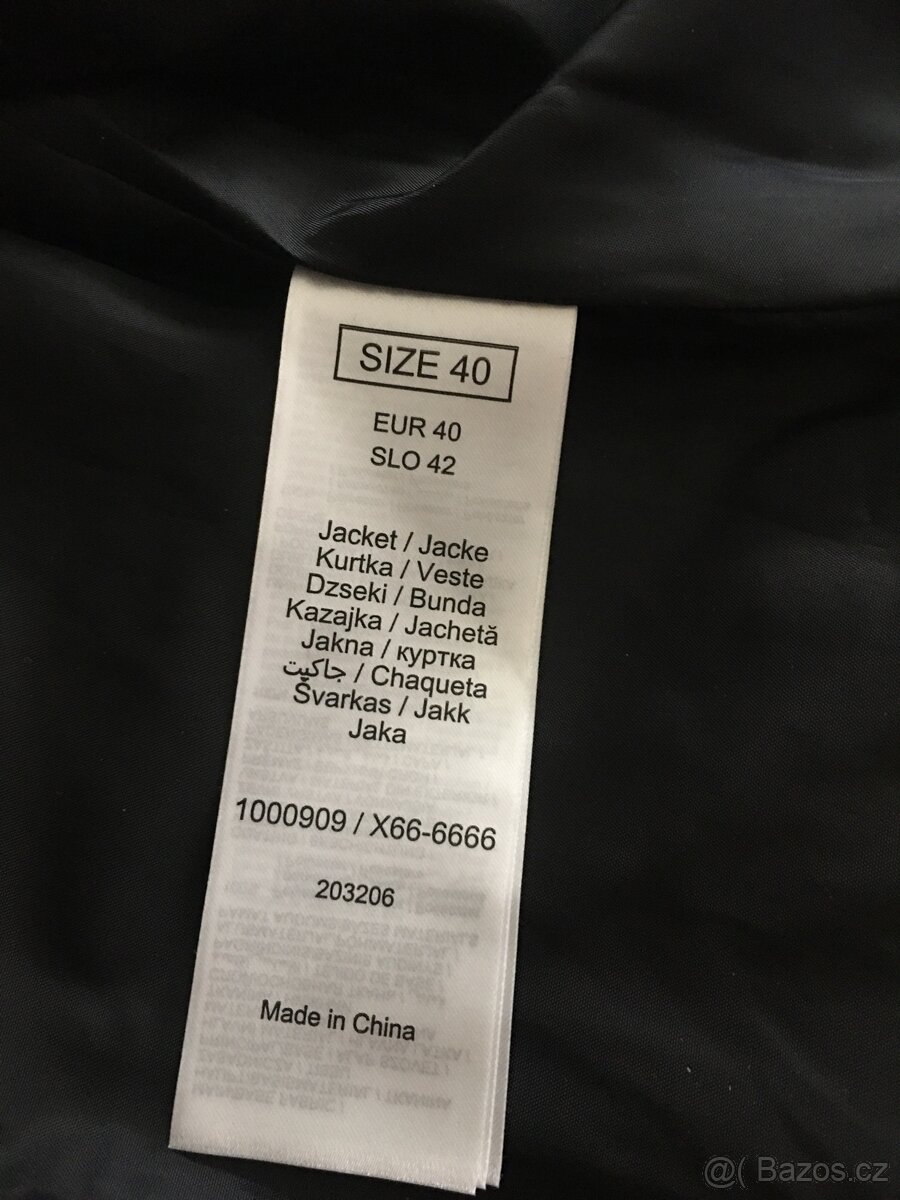 SIZE 40
EUR 40
SLO 42
Jacket / Jacke
Kurtka / Veste
Dzseki / Bunda
Kazajka / Jachetă
Jakna / куртка
جاكيت / Chaqueta
Švarkas / Jakk
Jaka
1000909 / X66-6666
203206
Made in China
@( Bazos.cz